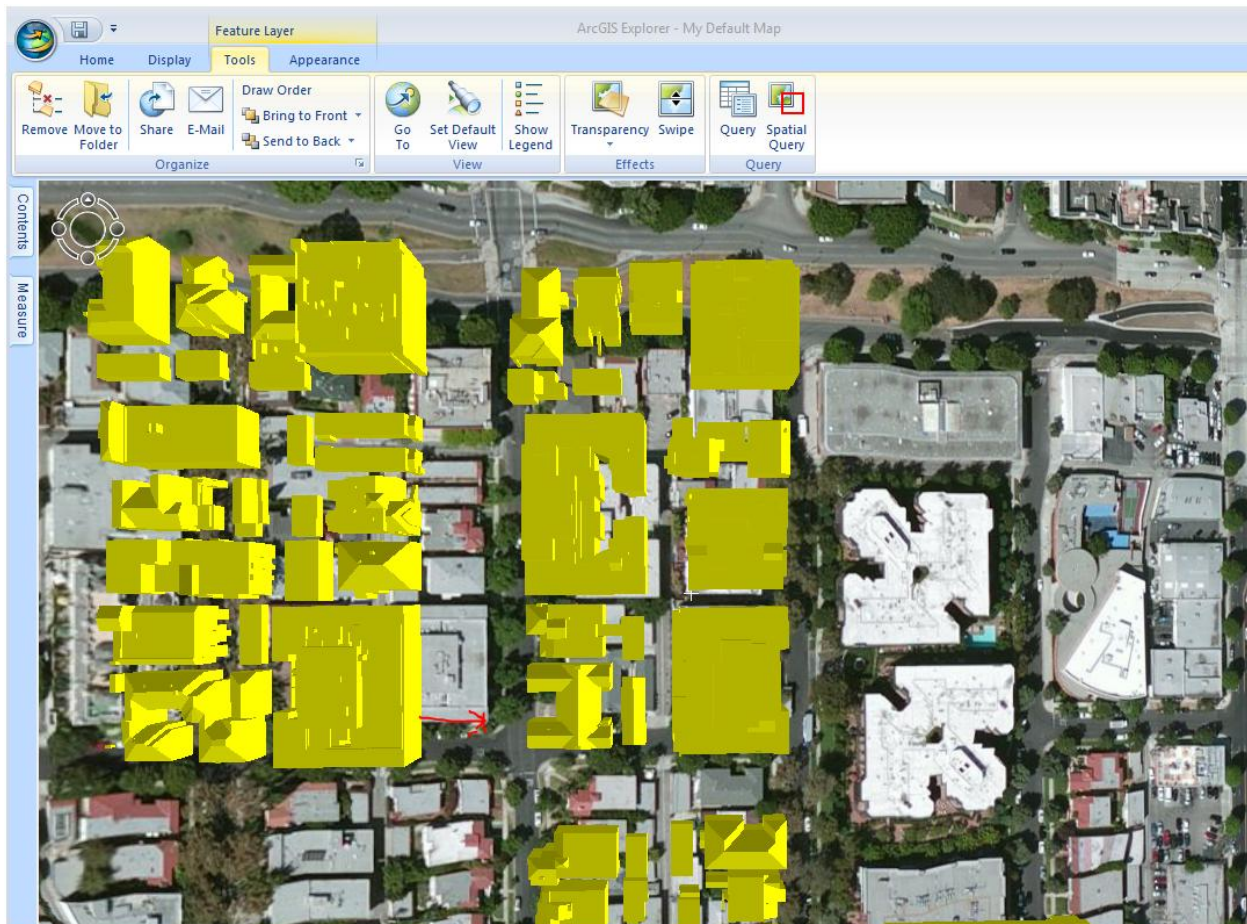 Feature Layer
ArcGIS Explorer - My Default Map
Home Display Tools Appearance
Remove Move to Folder Share E-Mail
Draw Order
Bring to Front
Send to Back
Go To Set Default View Show Legend
Transparency Swipe
Query Spatial Query
Organize View Effects Query
Contents
Measure